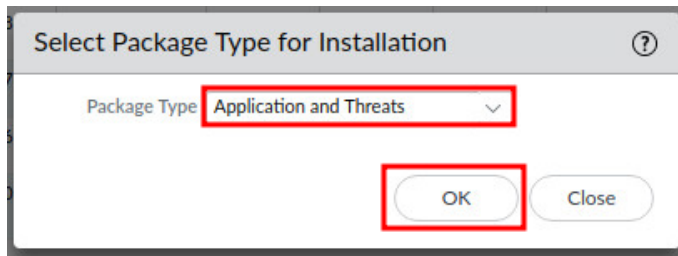 Select Package Type for Installation
Package Type Application and Threats
OK Close